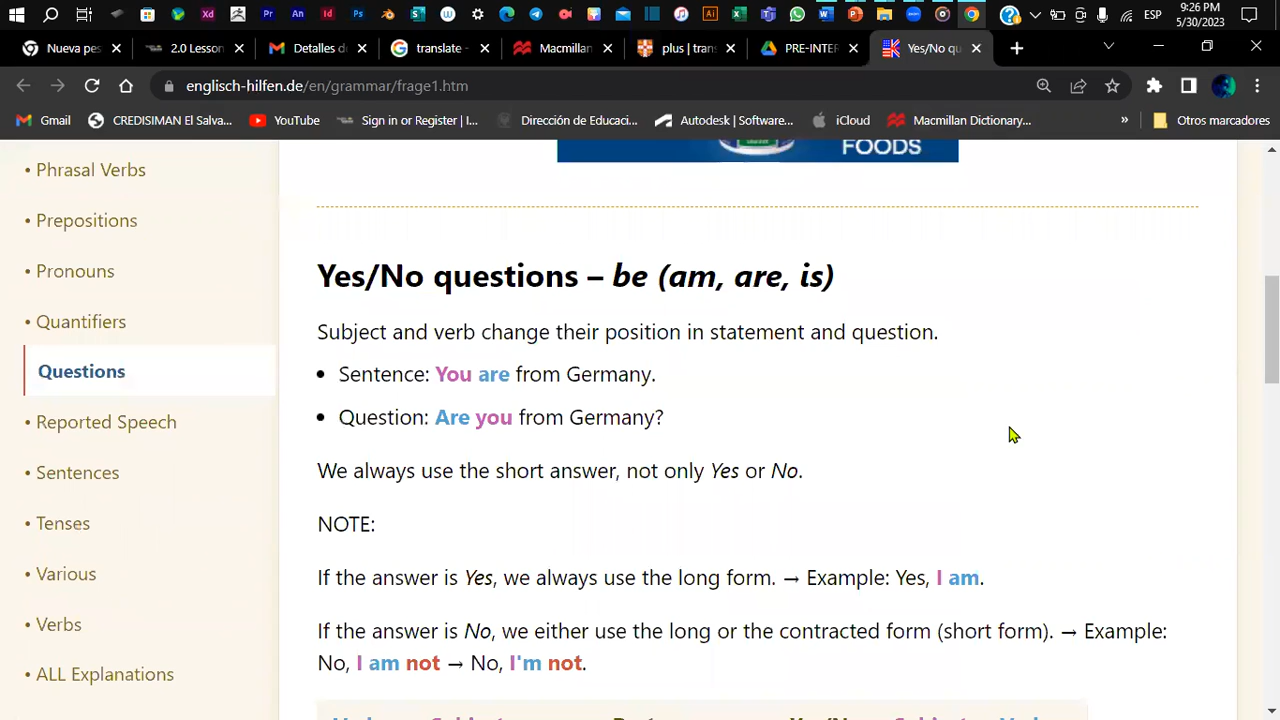 9:26 PM
ESP
5/30/2023
Nueva pes
2.0 Lesson
Detalles d
translate -
Macmillan
plus | trans
PRE-INTER
Yes/No qu
englisch-hilfen.de/en/grammar/frage1.htm
Gmail
CREDISIMAN El Salva...
YouTube
Sign in or Register | I...
Dirección de Educaci...
Autodesk | Software...
iCloud
Macmillan Dictionary...
»
Otros marcadores
FOODS
• Phrasal Verbs
• Prepositions
• Pronouns
• Quantifiers
Questions
• Reported Speech
• Sentences
• Tenses
• Various
• Verbs
• ALL Explanations
Yes/No questions – be (am, are, is)
Subject and verb change their position in statement and question.
• Sentence: You are from Germany.
• Question: Are you from Germany?
We always use the short answer, not only Yes or No.
NOTE:
If the answer is Yes, we always use the long form. → Example: Yes, I am.
If the answer is No, we either use the long or the contracted form (short form). → Example:
No, I am not → No, I'm not.